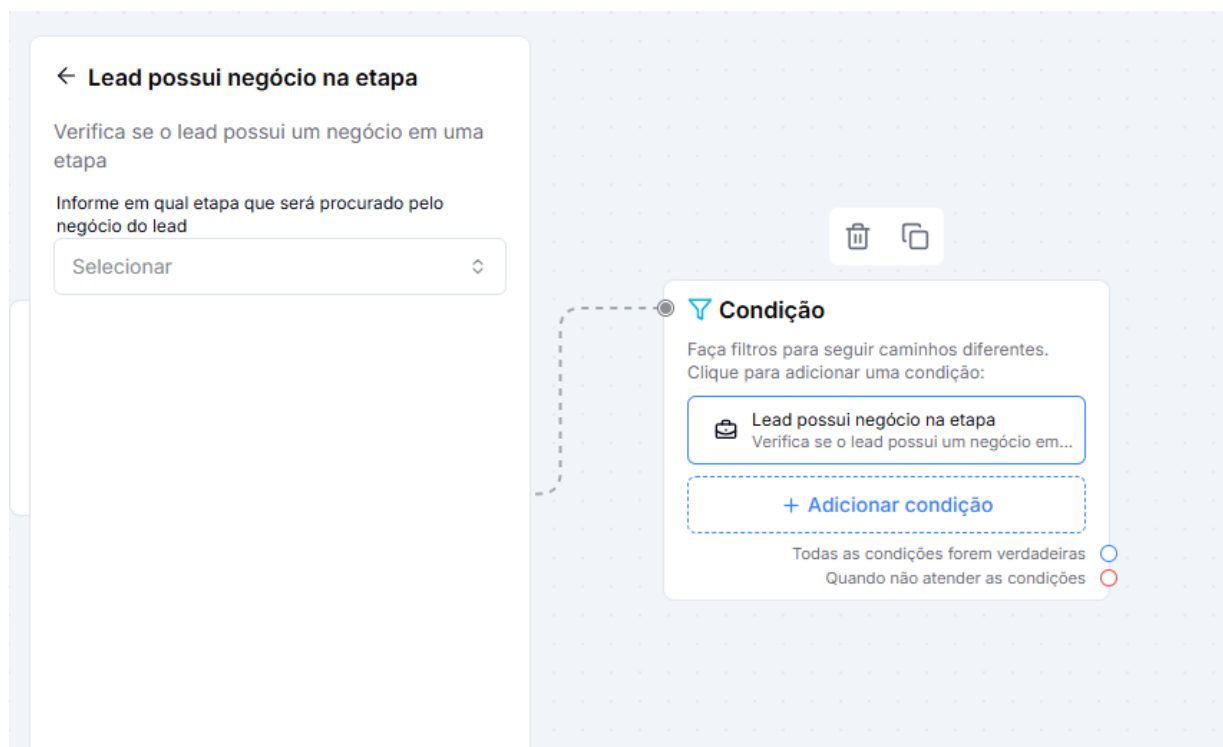 Lead possui negócio na etapa
Verifica se o lead possui um negócio em uma
etapa
Informe em qual etapa que será procurado pelo
negócio do lead
Selecionar
Condição
Faça filtros para seguir caminhos diferentes.
Clique para adicionar uma condição:
Lead possui negócio na etapa
Verifica se o lead possui um negócio em...
+ Adicionar condição
Todas as condições forem verdadeiras
Quando não atender as condições